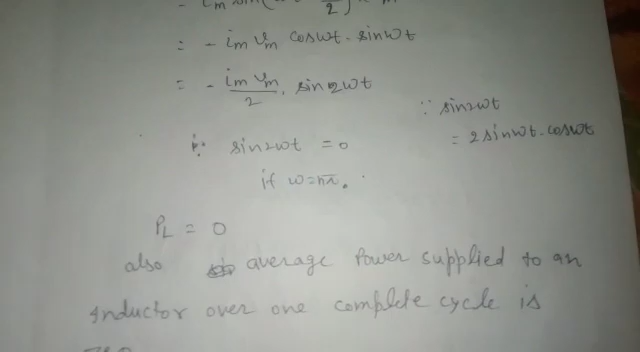 = - im vm cosωt. sinωt
= - im vm / 2 . sin2ωt
∵ sin2ωt
= 2 sinωt. cosωt
∵ sin2ωt = 0
if ω=nπ.
PL = 0
also average Power supplied to an
inductor over one complete cycle is